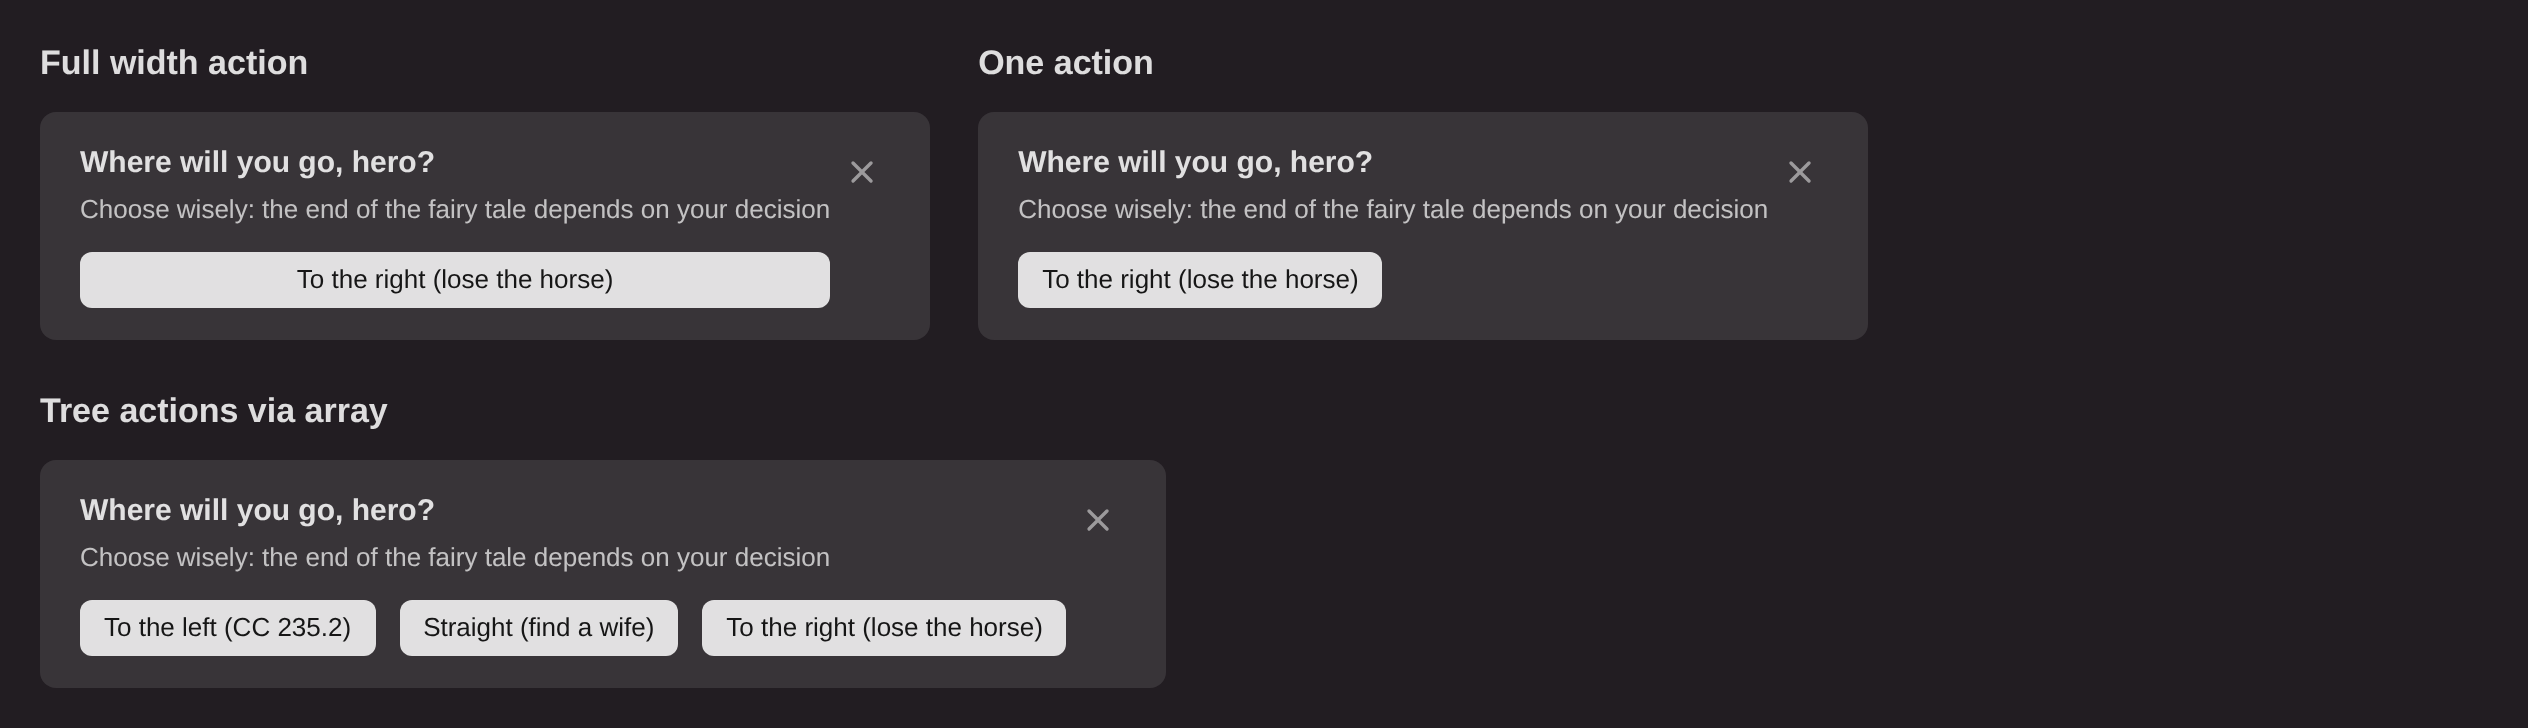 Full width action
Where will you go, hero?
Choose wisely: the end of the fairy tale depends on your decision
To the right (lose the horse)
One action
Where will you go, hero?
Choose wisely: the end of the fairy tale depends on your decision
To the right (lose the horse)
Tree actions via array
Where will you go, hero?
Choose wisely: the end of the fairy tale depends on your decision
To the left (CC 235.2)
Straight (find a wife)
To the right (lose the horse)